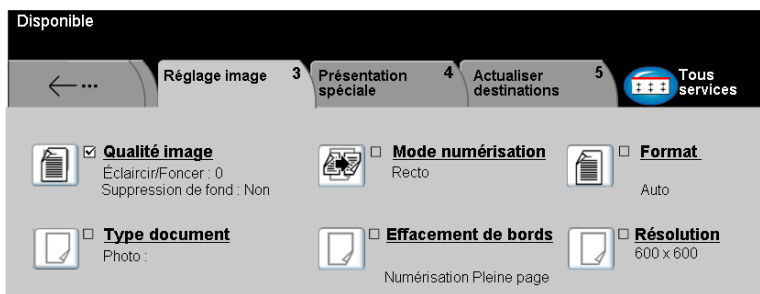 Disponible
←... Réglage image 3 Présentation spéciale 4 Actualiser destinations 5 Tous services
Qualité image
Éclaircir/Foncer : 0
Suppression de fond : Non
Mode numérisation
Recto
Format
Auto
Type document
Photo :
Effacement de bords
Numérisation Pleine page
Résolution
600 x 600